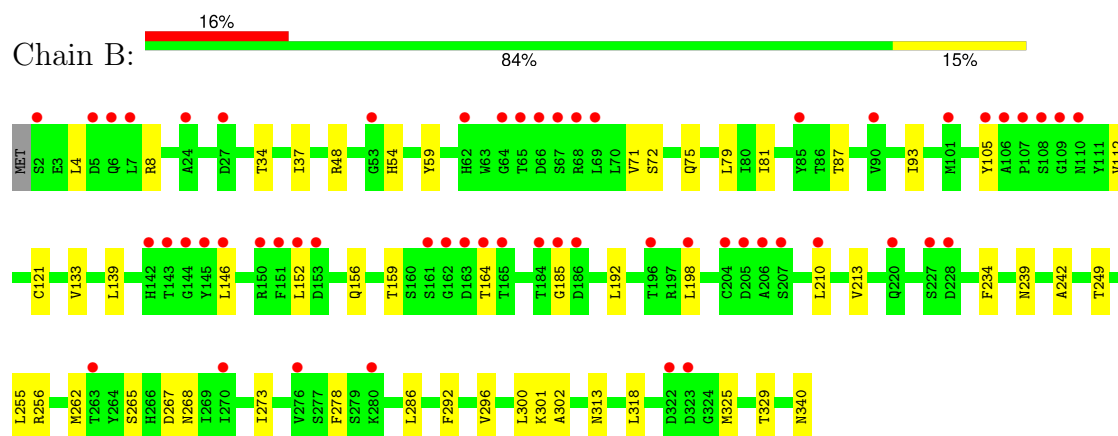 16%
Chain B:
84% 15%
MET S2 E3 L4 D5 Q6 L7 R8 A24 D27 T34 I37 R48 G53 H54 Y59 H62 W63 G64 T65 D66 S67 R68 L69 L70 V71 S72 Q75 L79 I80 I81 Y85 T86 T87 V90 I93 M101 Y105 A106 P107 S108 G109 N110 Y111 V112
C121 V133 L139 H142 T143 G144 Y145 L146 R150 F151 L152 D153 Q156 T159 S160 S161 G162 D163 T164 T165 T184 G185 D186 L192 T196 R197 L198 C204 D205 A206 S207 L210 V213 Q220 S227 D228 F234 N239 A242 T249
L255 R256 M262 T263 Y264 S265 H266 D267 N268 I269 I270 I273 V276 S277 F278 S279 K280 L286 F292 V296 L300 K301 A302 N313 L318 D322 D323 G324 M325 T329 N340